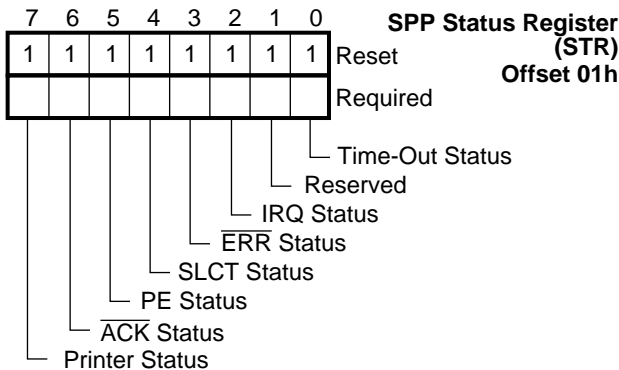 7 6 5 4 3 2 1 0
SPP Status Register
(STR)
Offset 01h
1 1 1 1 1 1 1 1 Reset
Required
Time-Out Status
Reserved
IRQ Status
ERR Status
SLCT Status
PE Status
ACK Status
Printer Status